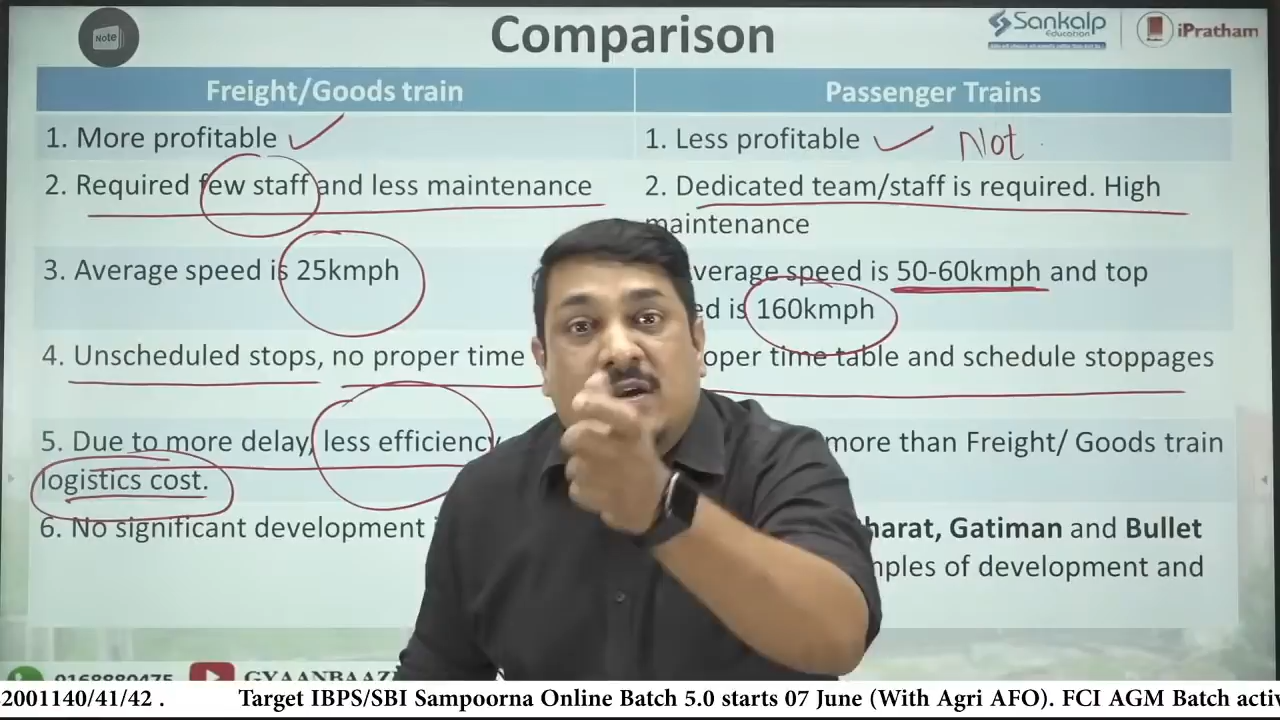 Note
Comparison
Sankalp
Education
iPratham
Freight/Goods train
Passenger Trains
1. More profitable
1. Less profitable
Not
2. Required few staff and less maintenance
2. Dedicated team/staff is required. High
maintenance
3. Average speed is 25kmph
verage speed is 50-60kmph and top
ed is 160kmph
4. Unscheduled stops, no proper time
oper time table and schedule stoppages
5. Due to more delay, less efficiency
logistics cost.
more than Freight/ Goods train
6. No significant development
harat, Gatiman and Bullet
mples of development and
9168880475
GYAANBAAZ
2001140/41/42 .
Target IBPS/SBI Sampoorna Online Batch 5.0 starts 07 June (With Agri AFO). FCI AGM Batch activ